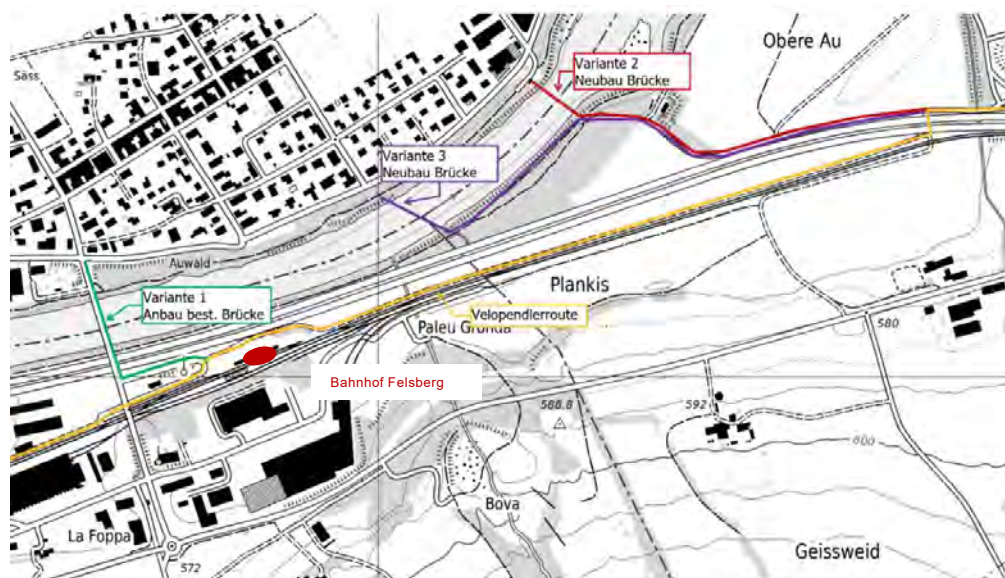 Obere Au
Säss
Variante 2
Neubau Brücke
Variante 3
Neubau Brücke
Auwald
Variante 1
Anbau best. Brücke
Plankis
Velopendlerroute
Paleu Gronda
580
Bahnhof Felsberg
568.8
592
600
Bova
La Foppa
572
Geissweid